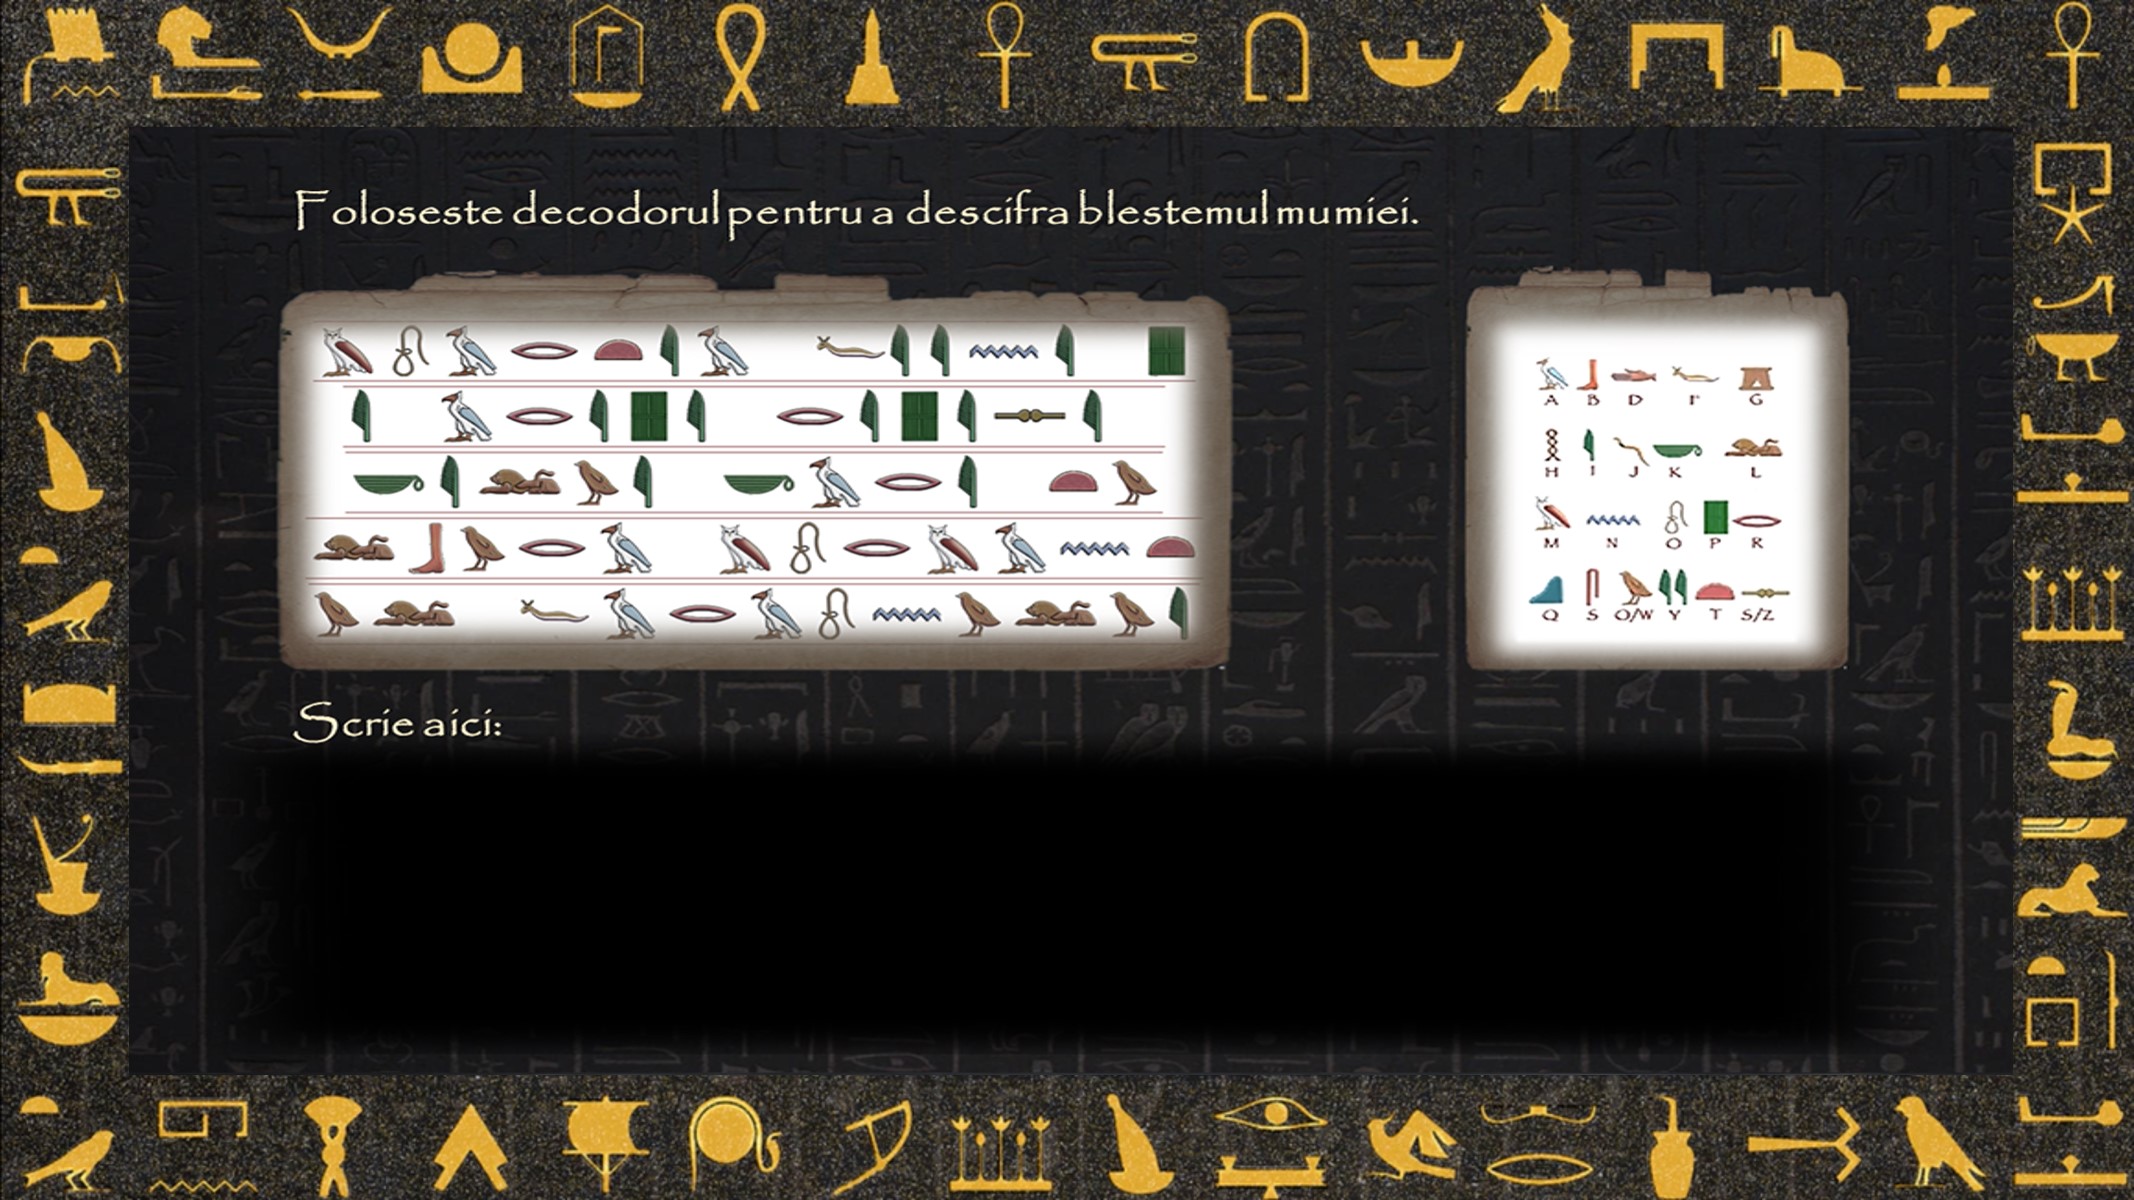 Foloseste decodorul pentru a descifra blestemul mumiei.
A B D F G
H I J K L
M N O P R
Q S O/W Y T S/Z
Scrie aici: